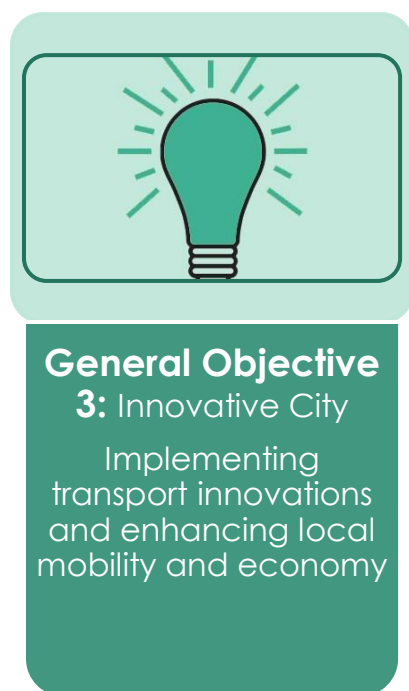 General Objective
3: Innovative City
Implementing
transport innovations
and enhancing local
mobility and economy